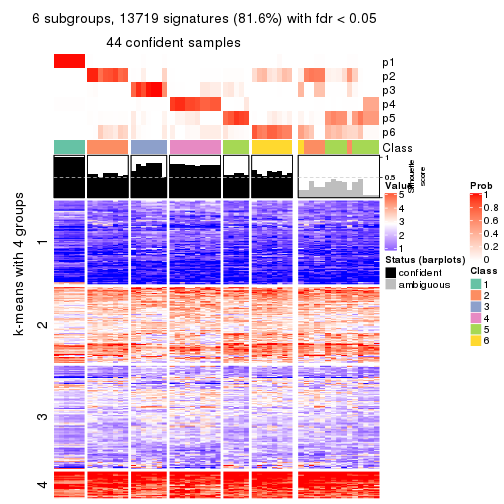 6 subgroups, 13719 signatures (81.6%) with fdr < 0.05
44 confident samples
p1
p2
p3
p4
p5
p6
Class
1
0.5
0
Silhouette
score
k-means with 4 groups
1
2
3
4
Value
5
4
3
2
1
Status (barplots)
confident
ambiguous
Prob
1
0.8
0.6
0.4
0.2
0
Class
1
2
3
4
5
6